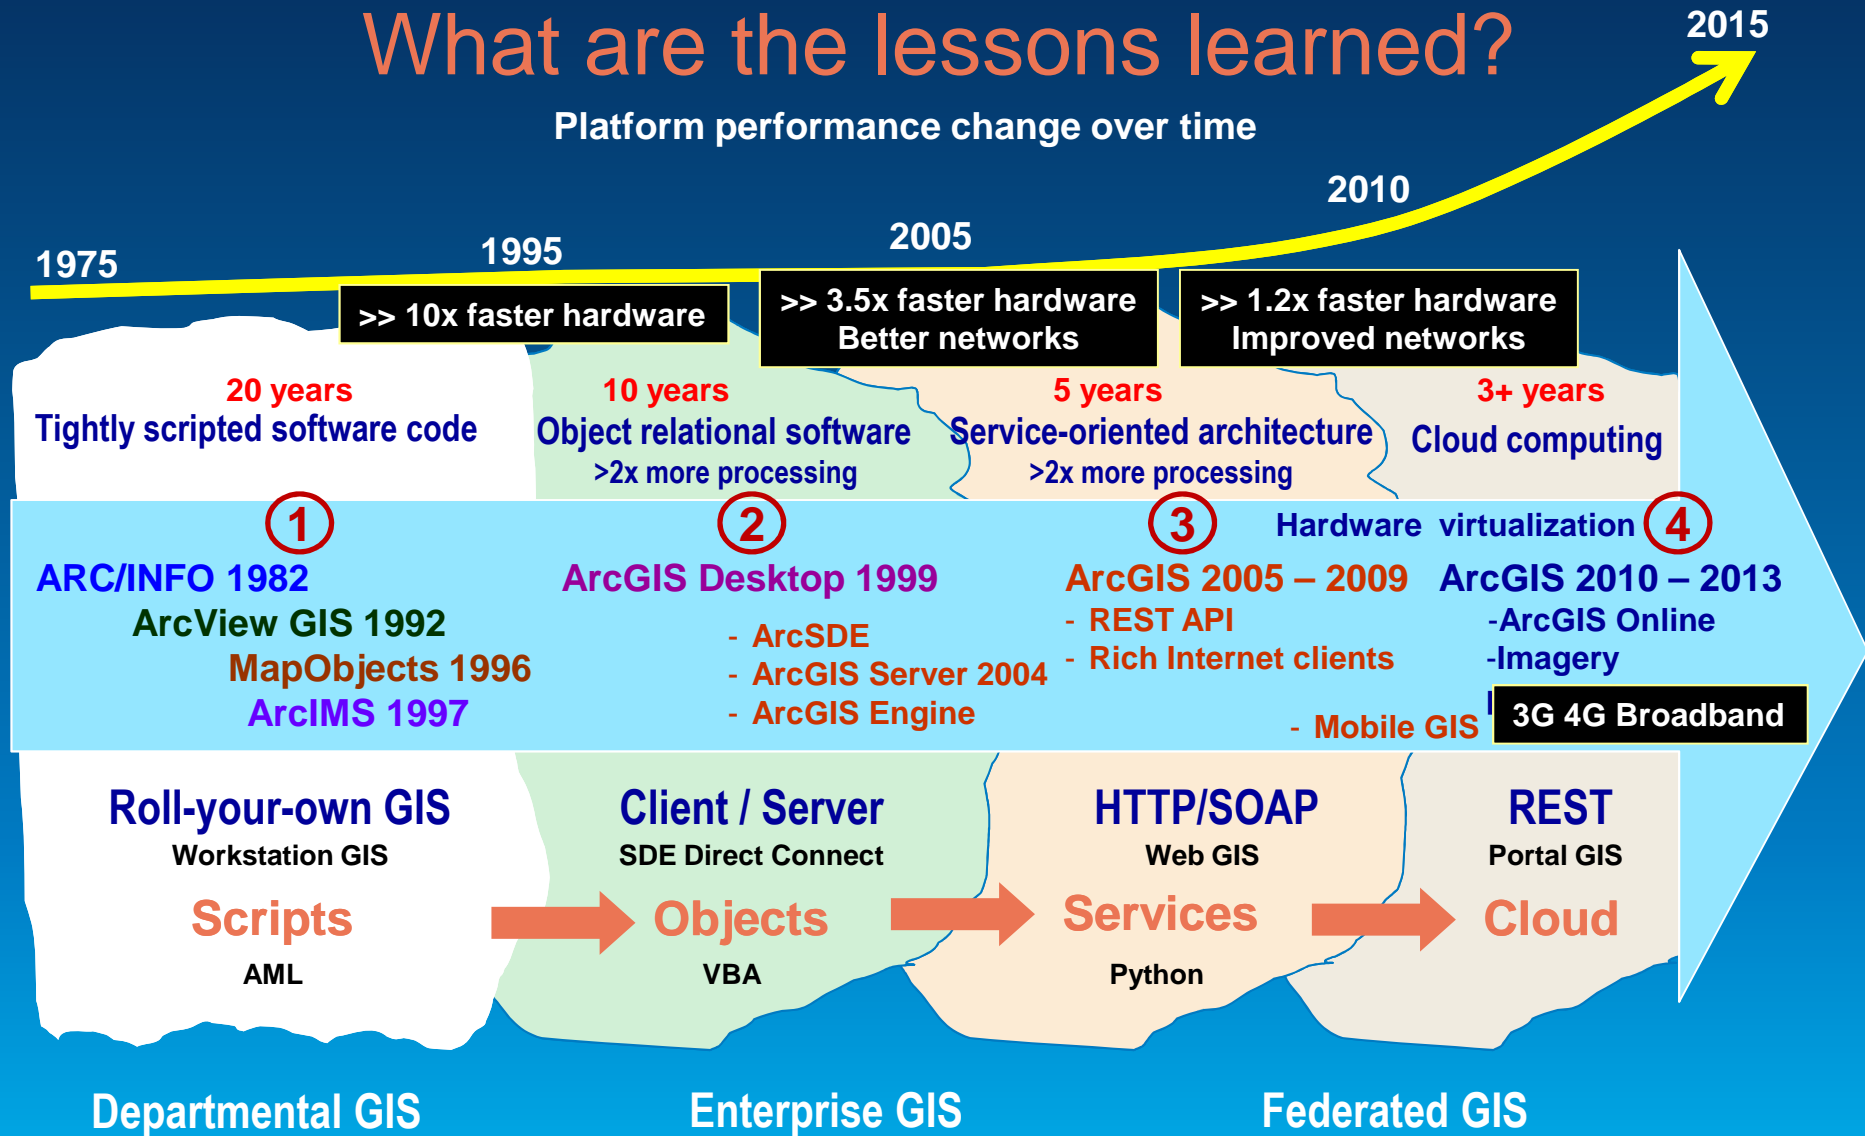 What are the lessons learned?
2015
Platform performance change over time
2010
2005
1995
1975
>> 10x faster hardware
>> 3.5x faster hardware
Better networks
>> 1.2x faster hardware
Improved networks
20 years
Tightly scripted software code
10 years
Object relational software
>2x more processing
5 years
Service-oriented architecture
>2x more processing
3+ years
Cloud computing
1
2
3
Hardware virtualization
4
ARC/INFO 1982
ArcView GIS 1992
MapObjects 1996
ArcIMS 1997
ArcGIS Desktop 1999
- ArcSDE
- ArcGIS Server 2004
- ArcGIS Engine
ArcGIS 2005 – 2009
- REST API
- Rich Internet clients
- Mobile GIS
ArcGIS 2010 – 2013
-ArcGIS Online
-Imagery
3G 4G Broadband
Roll-your-own GIS
Workstation GIS
Scripts
AML
Client / Server
SDE Direct Connect
Objects
VBA
HTTP/SOAP
Web GIS
Services
Python
REST
Portal GIS
Cloud
Departmental GIS
Enterprise GIS
Federated GIS